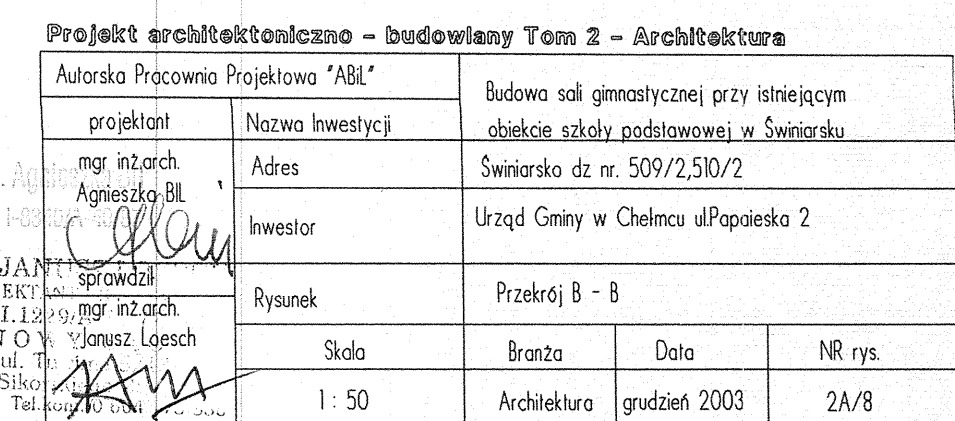 Projekt architektoniczno - budowlany Tom 2 - Architektura
Autorska Pracownia Projektowa "ABiL"
projektant
mgr inż.arch.
Agnieszka BIL
sprawdził
mgr inż.arch.
Janusz Loesch
Nazwa Inwestycji
Budowa sali gimnastycznej przy istniejącym
obiekcie szkoły podstawowej w Świniarsku
Adres
Świniarsko dz nr. 509/2,510/2
Inwestor
Urząd Gminy w Chełmcu ul.Papaieska 2
Rysunek
Przekrój B - B
Skala
Branża
Data
NR rys.
1 : 50
Architektura
grudzień 2003
2A/8